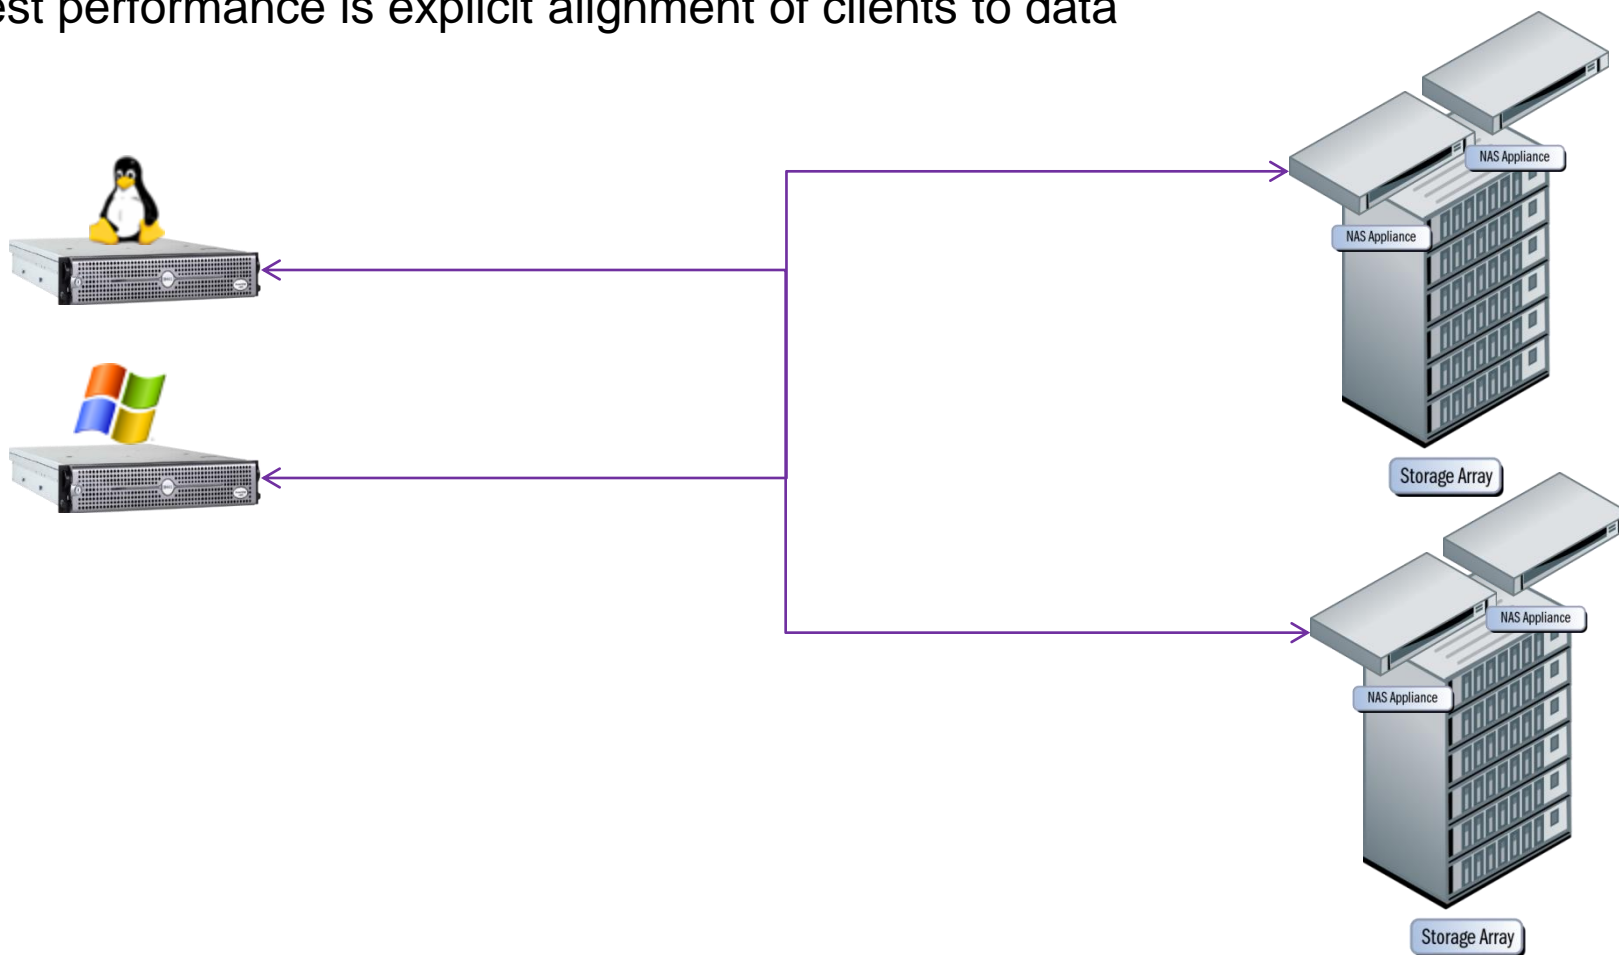 performance is explicit alignment of clients to data
NAS Appliance
NAS Appliance
Storage Array
NAS Appliance
NAS Appliance
Storage Array